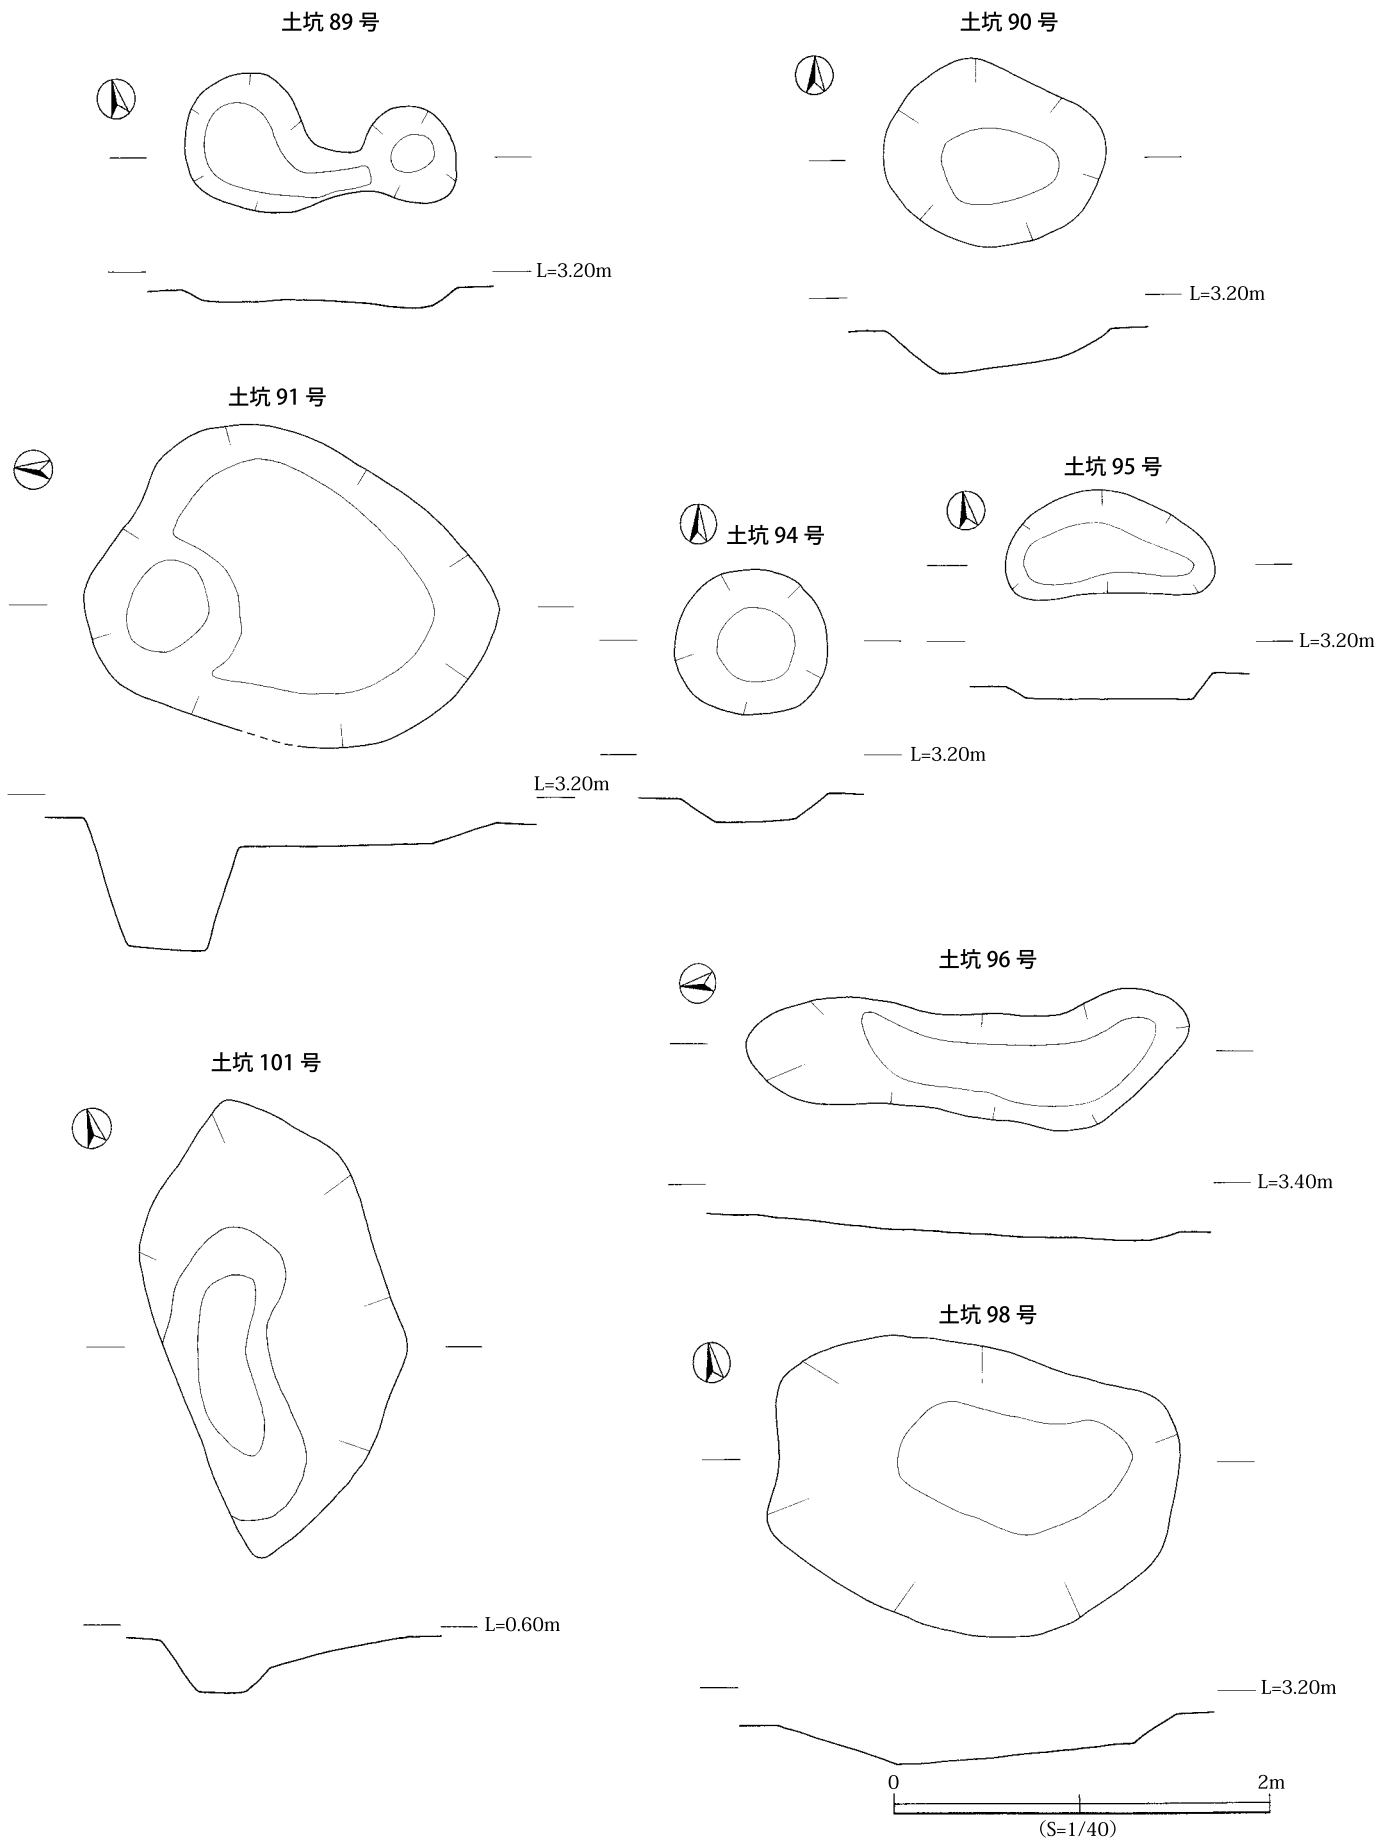 土坑 89 号
土坑 90 号
L=3.20m
L=3.20m
土坑 91 号
土坑 95 号
土坑 94 号
L=3.20m
L=3.20m
L=3.20m
土坑 96 号
土坑 101 号
L=3.40m
土坑 98 号
L=0.60m
L=3.20m
0 2m
（S=1/40）